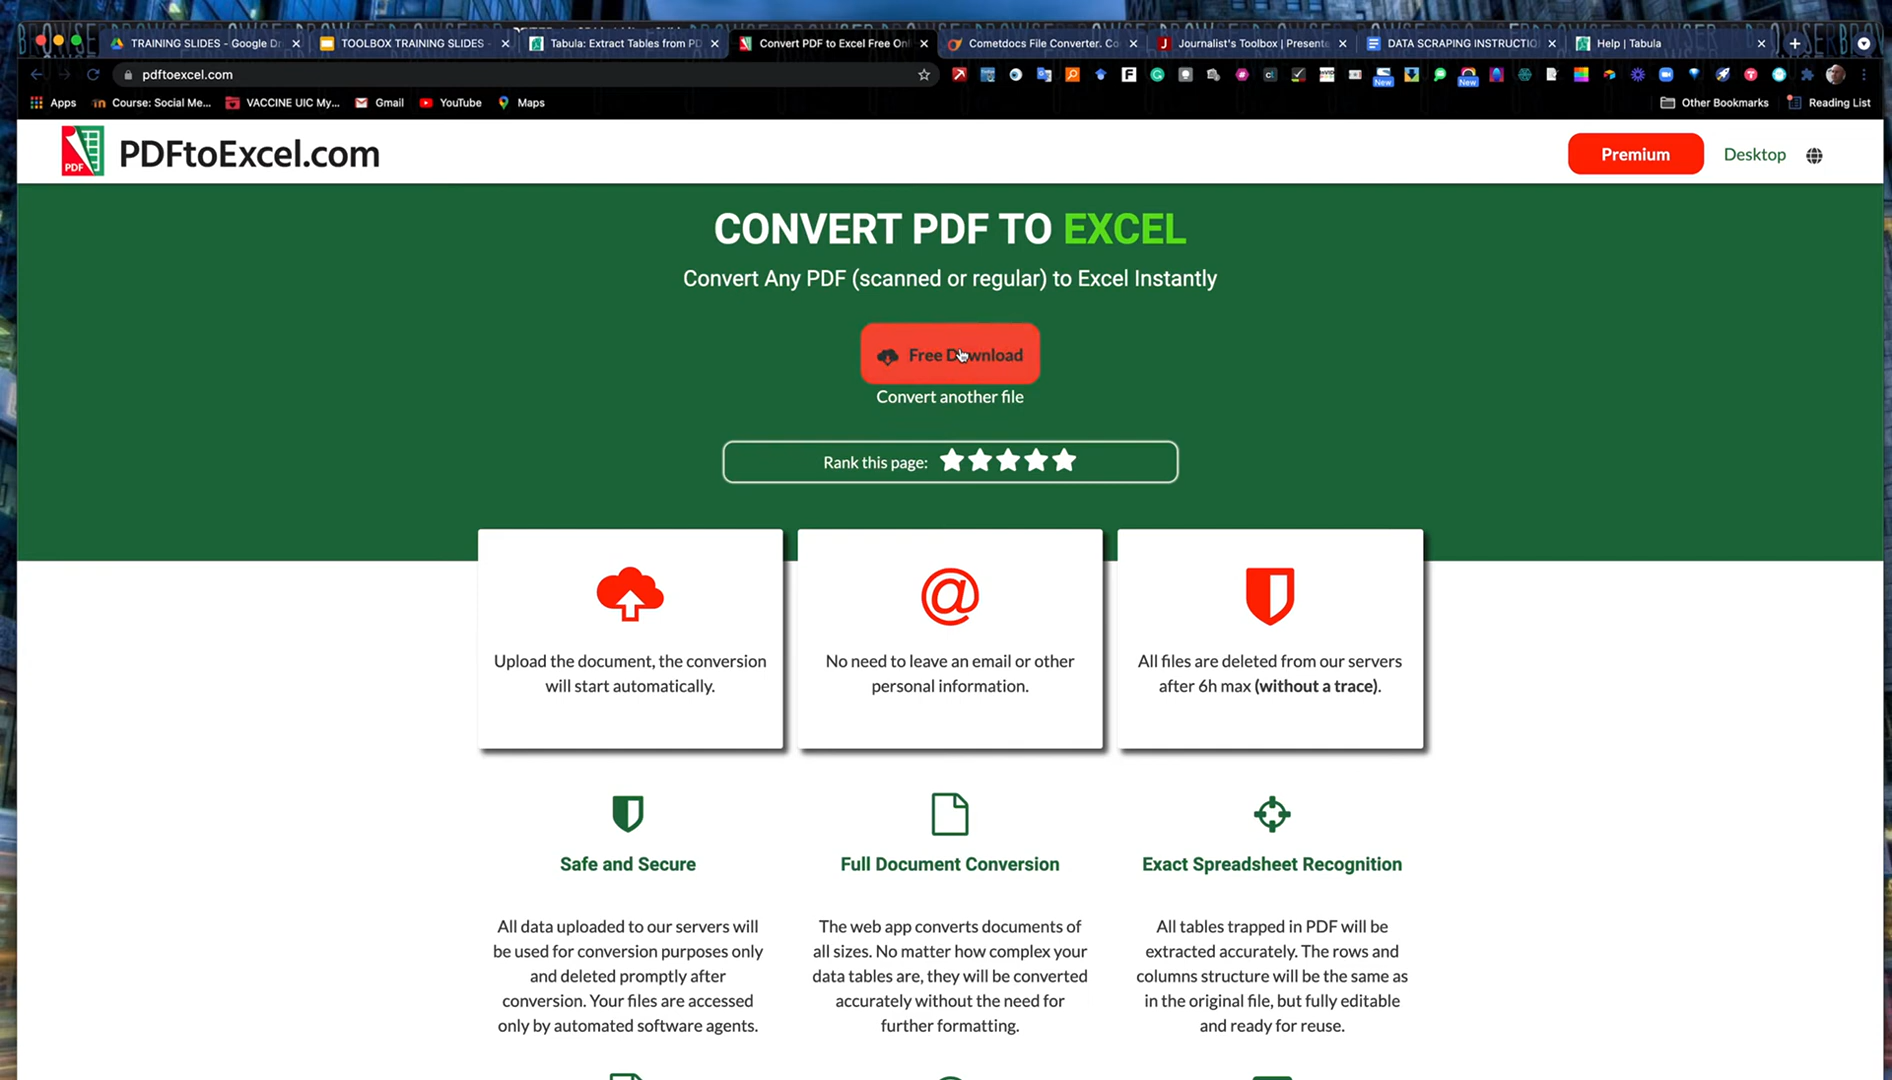 TRAINING SLIDES - Google Dr
TOOLBOX TRAINING SLIDES -
Tabula: Extract Tables from PD
Convert PDF to Excel Free Onl
Cometdocs File Converter. Co
Journalist's Toolbox | Presente
DATA SCRAPING INSTRUCTIO
Help | Tabula
pdftoexcel.com
New
New
Apps
Course: Social Me...
VACCINE UIC My...
Gmail
YouTube
Maps
Other Bookmarks
Reading List
PDF
PDFtoExcel.com
Premium
Desktop
CONVERT PDF TO EXCEL
Convert Any PDF (scanned or regular) to Excel Instantly
Free Download
Convert another file
Rank this page:
Upload the document, the conversion
will start automatically.
@
No need to leave an email or other
personal information.
All files are deleted from our servers
after 6h max (without a trace).
Safe and Secure
All data uploaded to our servers will
be used for conversion purposes only
and deleted promptly after
conversion. Your files are accessed
only by automated software agents.
Full Document Conversion
The web app converts documents of
all sizes. No matter how complex your
data tables are, they will be converted
accurately without the need for
further formatting.
Exact Spreadsheet Recognition
All tables trapped in PDF will be
extracted accurately. The rows and
columns structure will be the same as
in the original file, but fully editable
and ready for reuse.